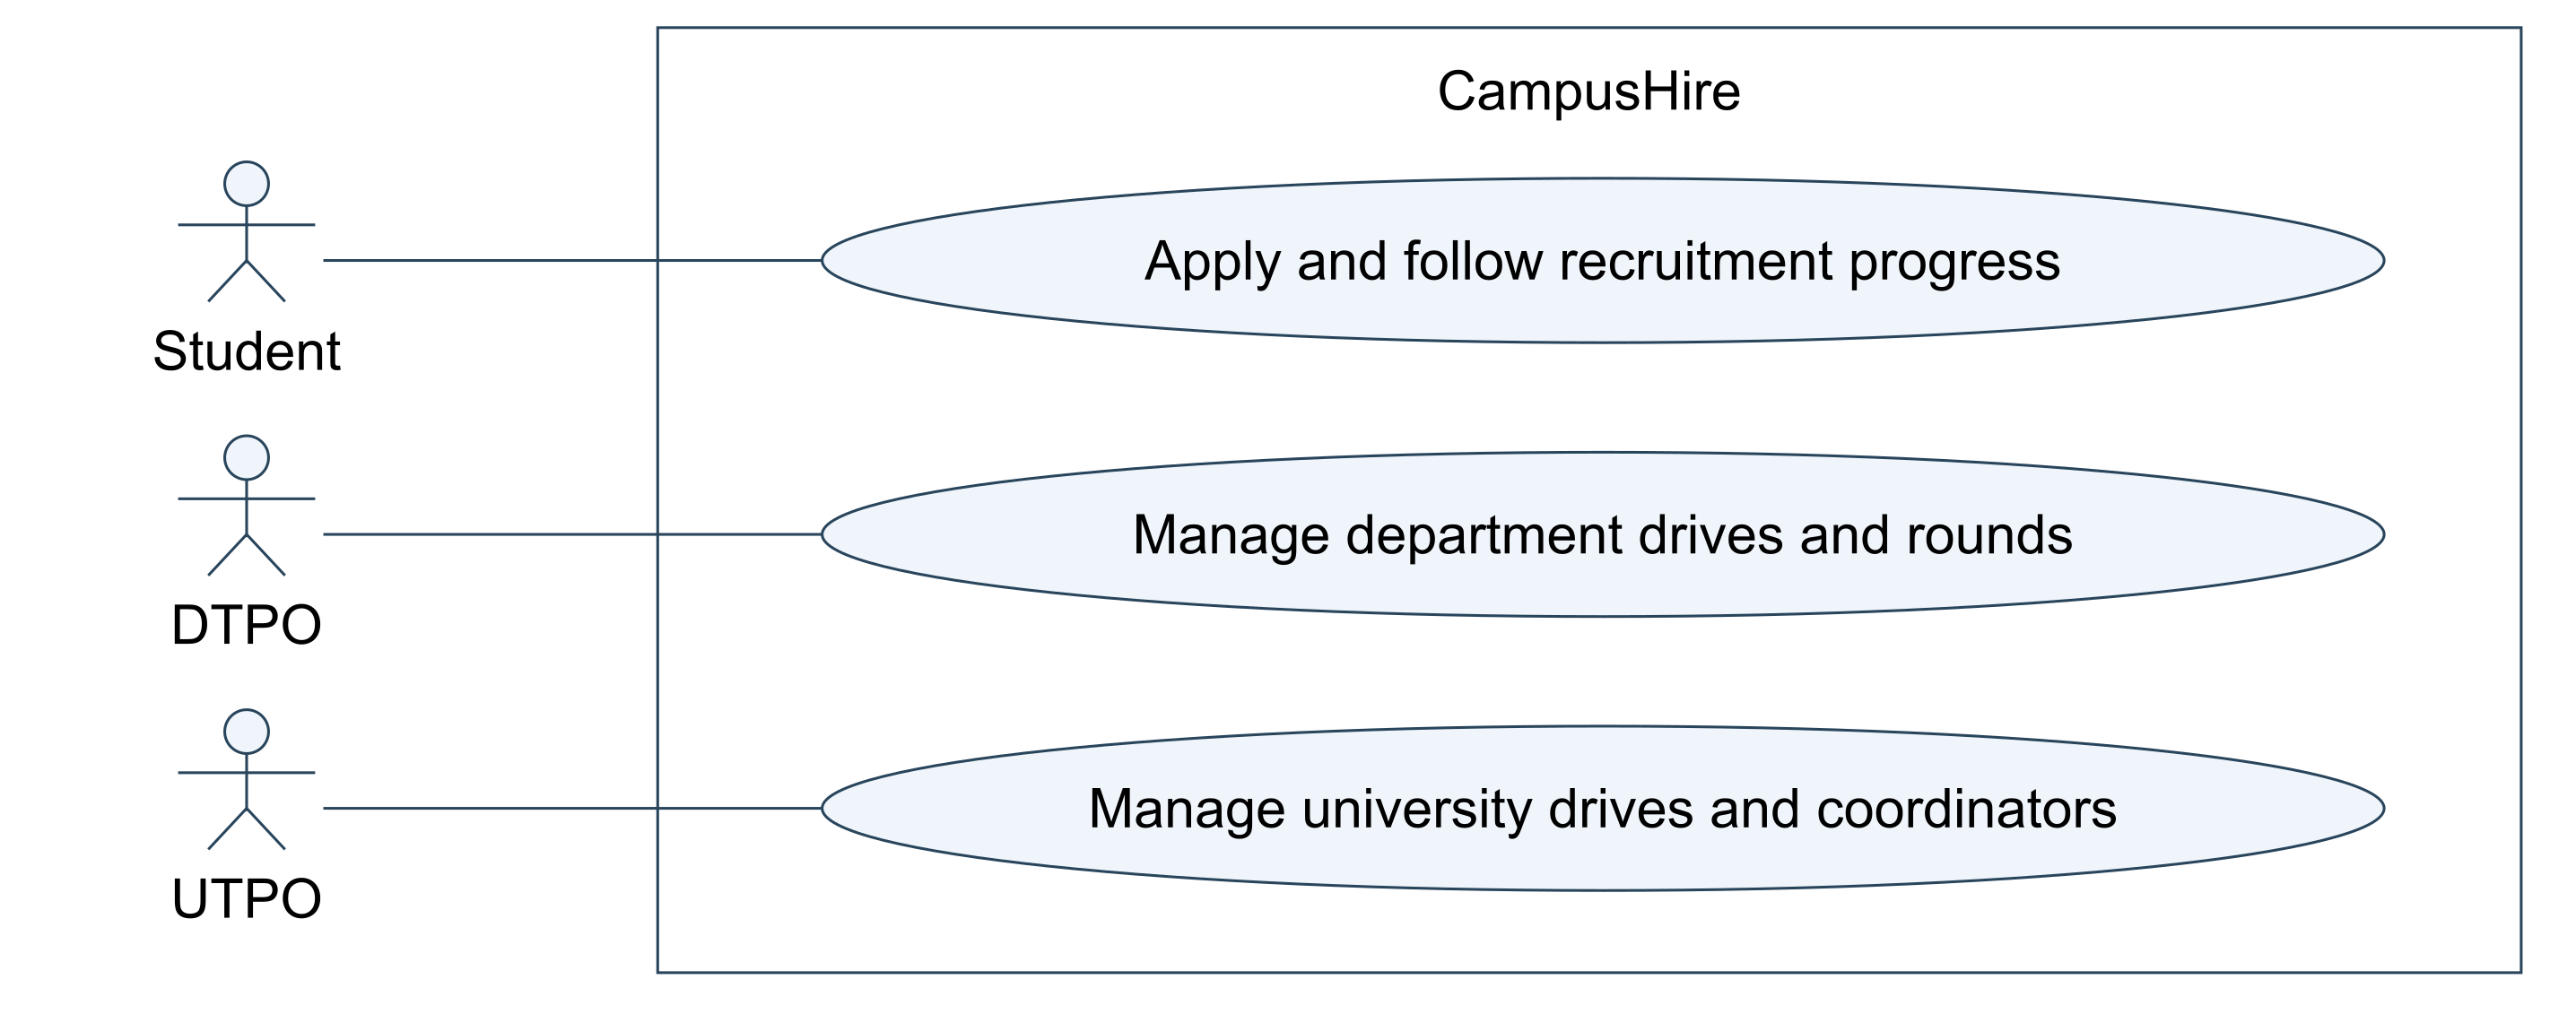 CampusHire
Apply and follow recruitment progress
Student
Manage department drives and rounds
DTPO
Manage university drives and coordinators
UTPO